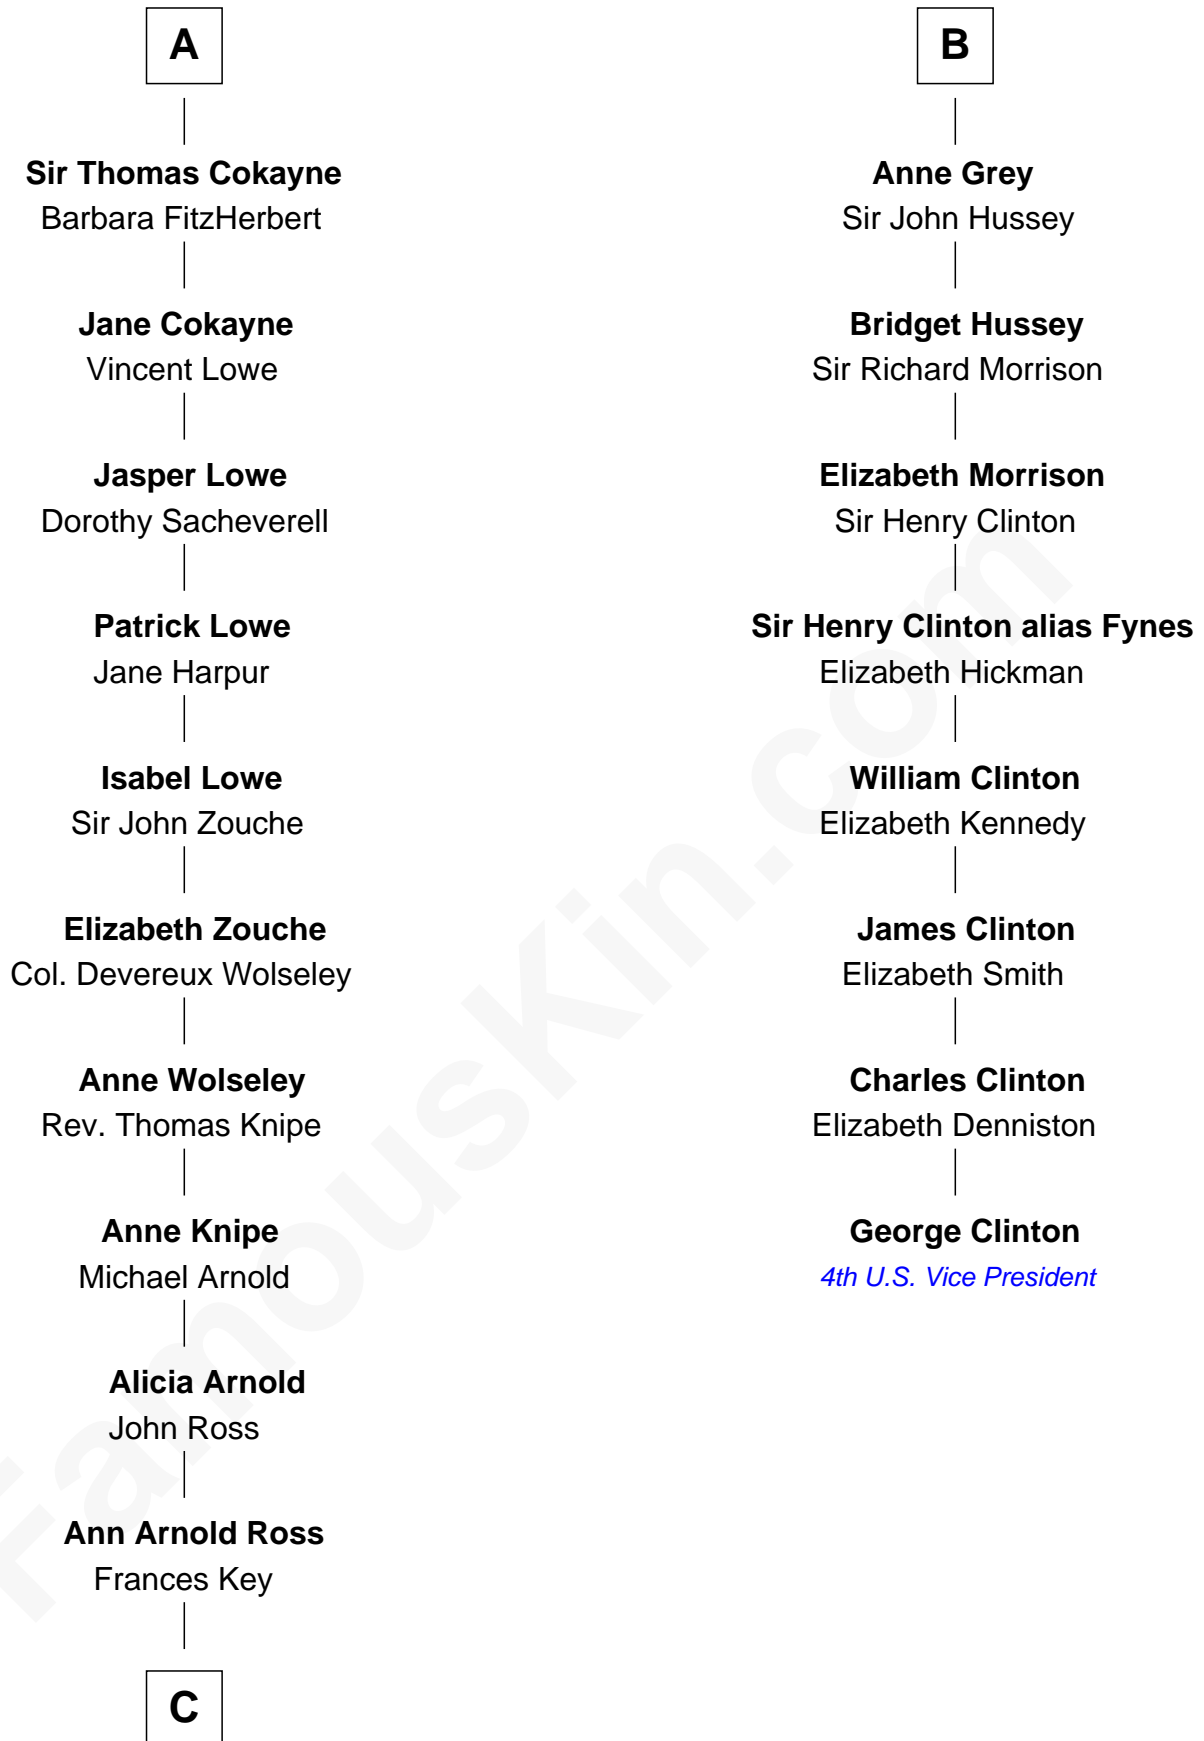 A
Sir Thomas Cokayne
Barbara FitzHerbert
Jane Cokayne
Vincent Lowe
Jasper Lowe
Dorothy Sacheverell
Patrick Lowe
Jane Harpur
Isabel Lowe
Sir John Zouche
Elizabeth Zouche
Col. Devereux Wolseley
Anne Wolseley
Rev. Thomas Knipe
Anne Knipe
Michael Arnold
Alicia Arnold
John Ross
Ann Arnold Ross
Frances Key
C
B
Anne Grey
Sir John Hussey
Bridget Hussey
Sir Richard Morrison
Elizabeth Morrison
Sir Henry Clinton
Sir Henry Clinton alias Fynes
Elizabeth Hickman
William Clinton
Elizabeth Kennedy
James Clinton
Elizabeth Smith
Charles Clinton
Elizabeth Denniston
George Clinton
4th U.S. Vice President
FamousKin.com